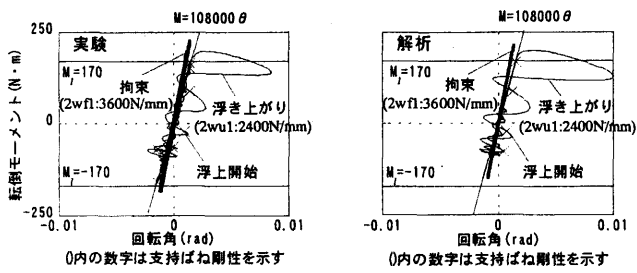 M=108000θ
250
実験
M_l=170
拘束
(2wf1:3600N/mm)
浮き上がり
(2wu1:2400N/mm)
0
浮上開始
M_l=-170
-250
-0.01
0
0.01
転倒モーメント(N・m)
回転角(rad)
()内の数字は支持ばね剛性を示す
M=108000θ
解析
M_l=170
拘束
(2wf1:3600N/mm)
浮き上がり
(2wu1:2400N/mm)
浮上開始
M_l=-170
-0.01
0
0.01
回転角(rad)
()内の数字は支持ばね剛性を示す